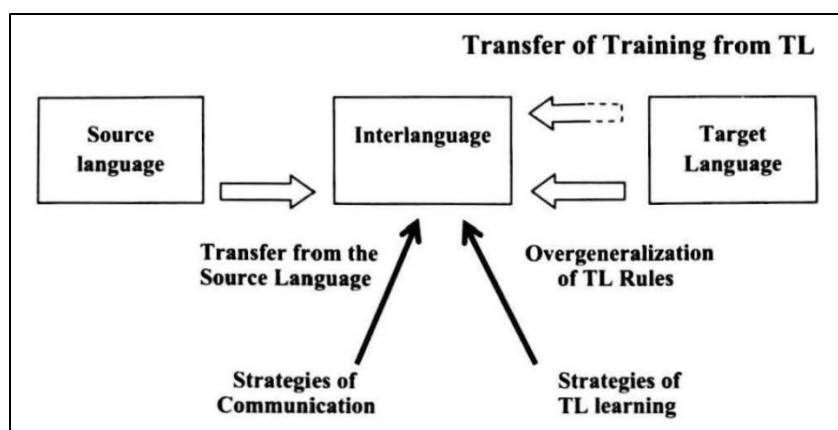 Transfer of Training from TL
Source
language
Interlanguage
Target
Language
Transfer from the
Source Language
Overgeneralization
of TL Rules
Strategies of
Communication
Strategies of
TL learning